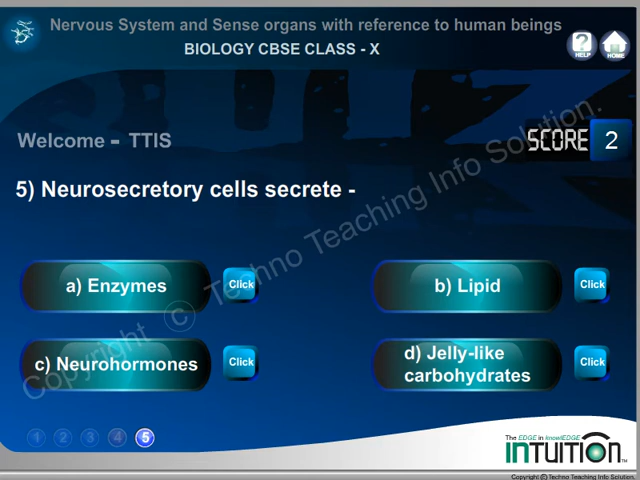 Nervous System and Sense organs with reference to human beings
BIOLOGY CBSE CLASS - X
HELP
HOME
Welcome - TTIS
SCORE 2
5) Neurosecretory cells secrete -
a) Enzymes
Click
b) Lipid
Click
c) Neurohormones
Click
d) Jelly-like
carbohydrates
Click
Copyright © Techno Teaching Info Solution.
1 2 3 4 5
The EDGE in knowlEDGE
INTUITION™
Copyright © Techno Teaching Info Solution.